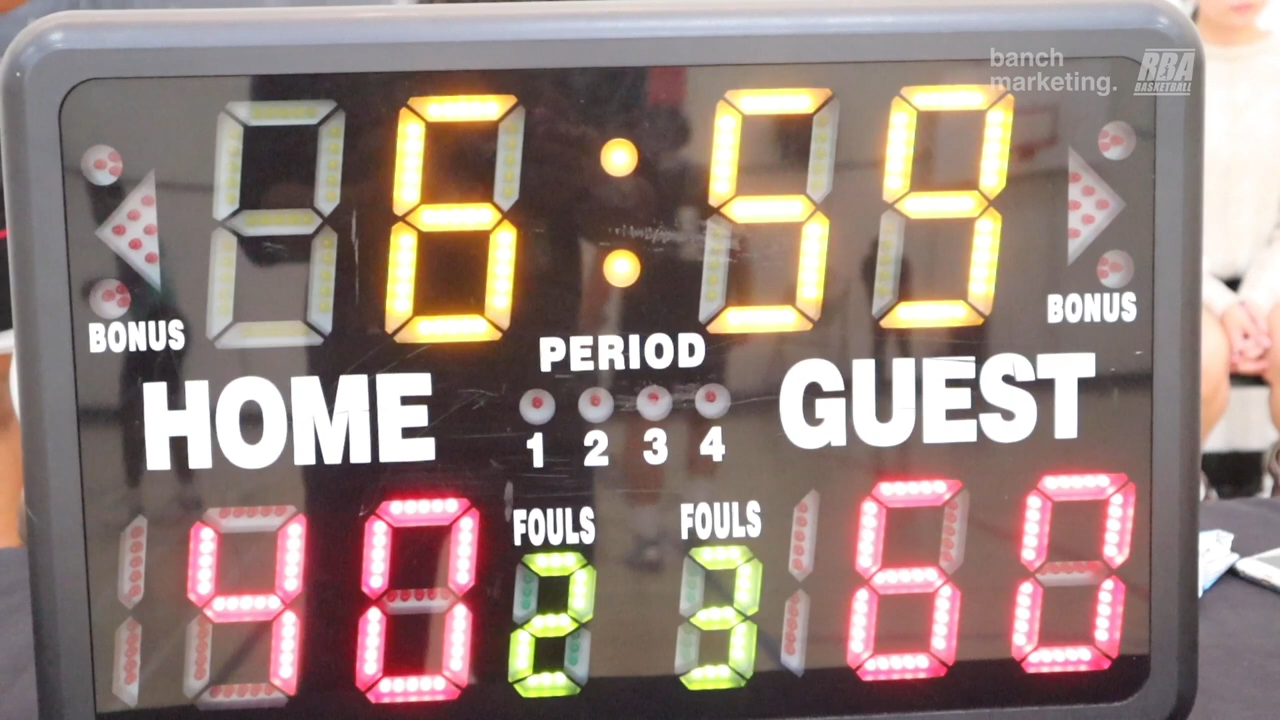 banch
marketing.
RBA
BASKETBALL
6:59
BONUS
BONUS
PERIOD
HOME
GUEST
1 2 3 4
FOULS
FOULS
40
2
3
60